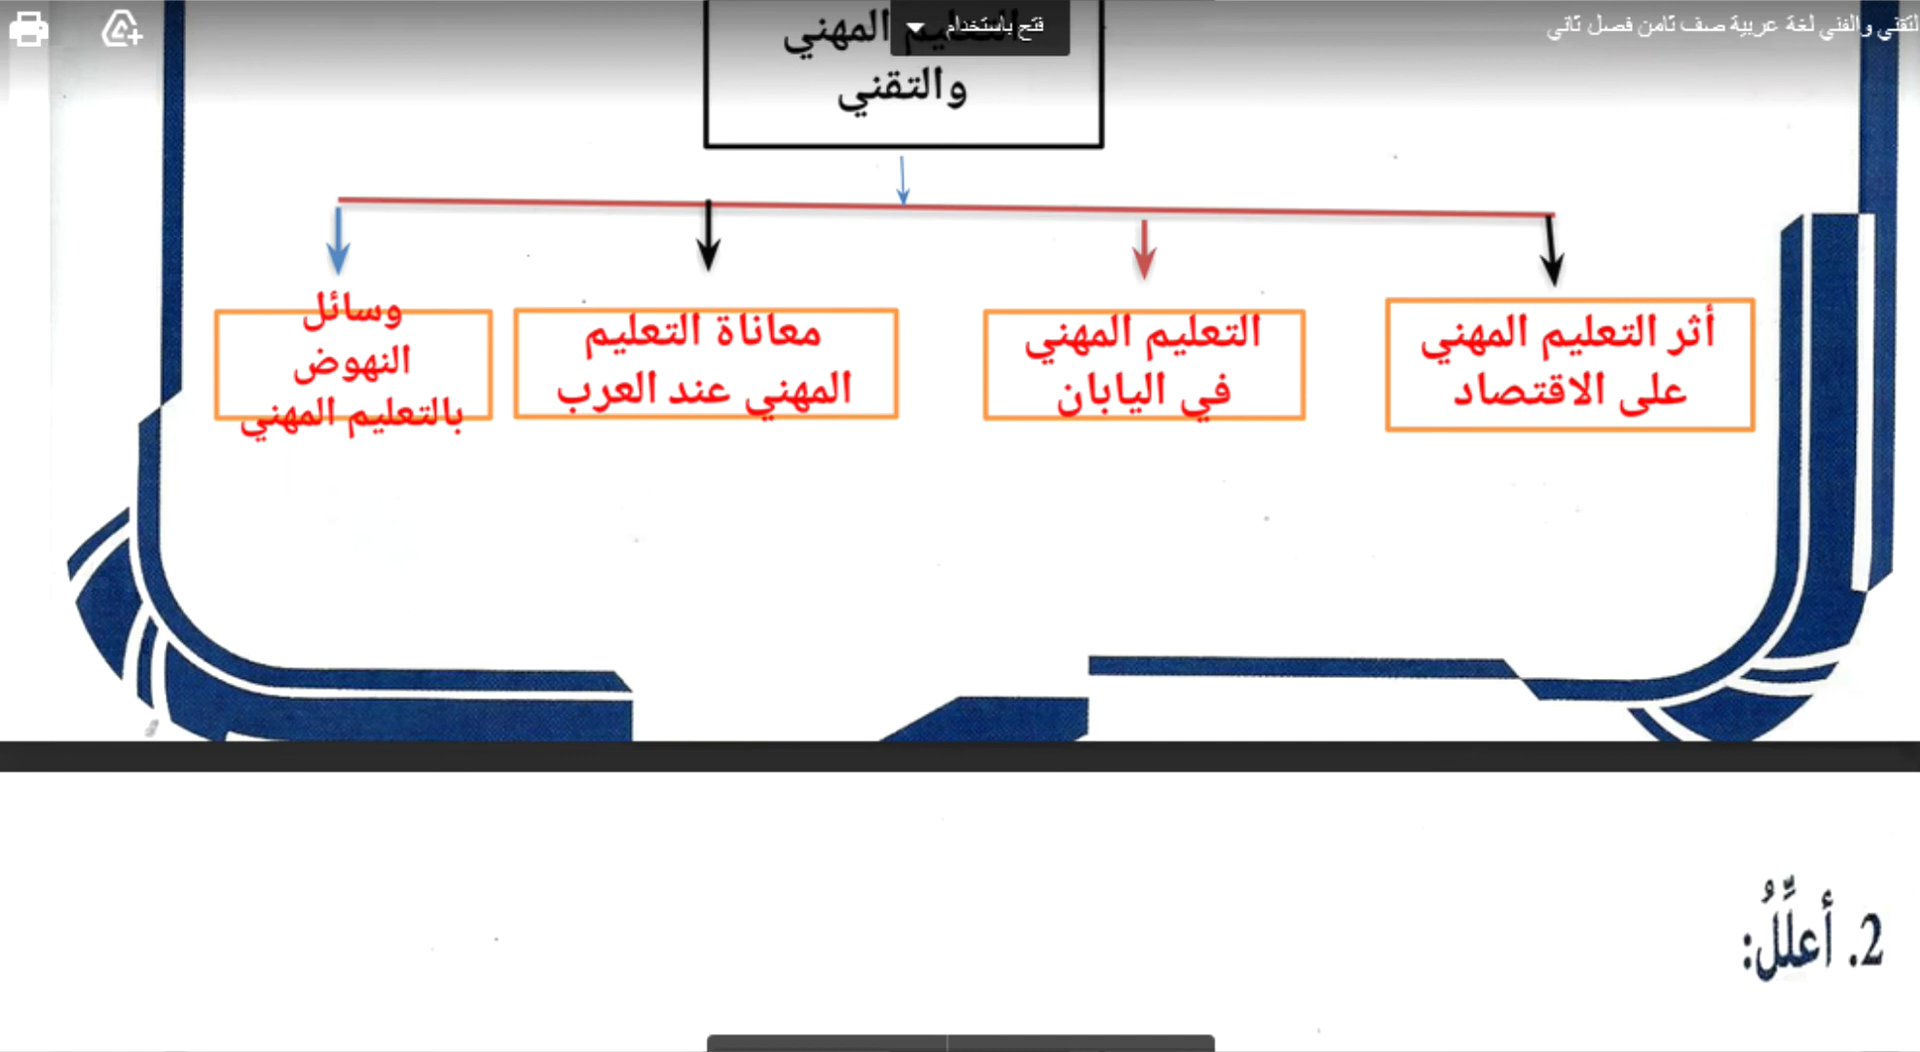 التقني والفني لغة عربية صف ثامن فصل ثاني
فتح باستخدام
المهني
والتقني
أثر التعليم المهني
على الاقتصاد
التعليم المهني
في اليابان
معاناة التعليم
المهني عند العرب
وسائل
النهوض
بالتعليم المهني
2. أعلِّلُ: